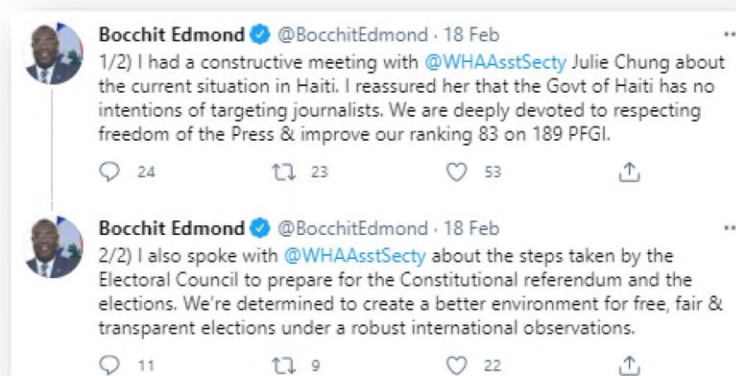 Bocchit Edmond @BocchitEdmond · 18 Feb
1/2) I had a constructive meeting with @WHAAsstSecty Julie Chung about
the current situation in Haiti. I reassured her that the Govt of Haiti has no
intentions of targeting journalists. We are deeply devoted to respecting
freedom of the Press & improve our ranking 83 on 189 PFGI.
24 23 53
Bocchit Edmond @BocchitEdmond · 18 Feb
2/2) I also spoke with @WHAAsstSecty about the steps taken by the
Electoral Council to prepare for the Constitutional referendum and the
elections. We're determined to create a better environment for free, fair &
transparent elections under a robust international observations.
11 9 22